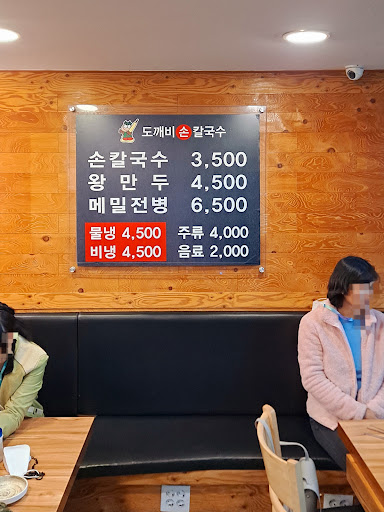 도깨비 손 칼국수
손칼국수 3,500
왕만두 4,500
메밀전병 6,500
물냉 4,500 주류 4,000
비냉 4,500 음료 2,000